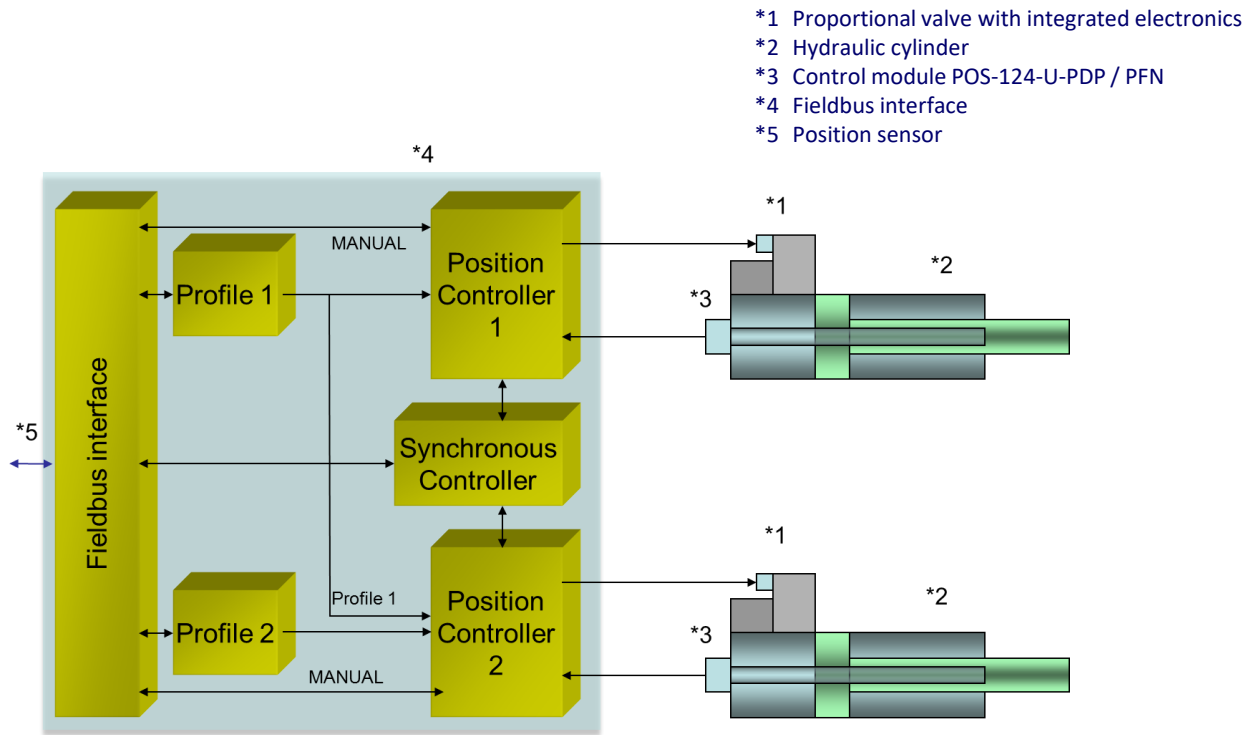 *1 Proportional valve with integrated electronics
*2 Hydraulic cylinder
*3 Control module POS-124-U-PDP / PFN
*4 Fieldbus interface
*5 Position sensor
*4
*1
MANUAL
Position
Controller
1
*2
Profile 1
*3
Fieldbus interface
*5
Synchronous
Controller
*1
Profile 1
Position
Controller
2
*2
Profile 2
*3
MANUAL